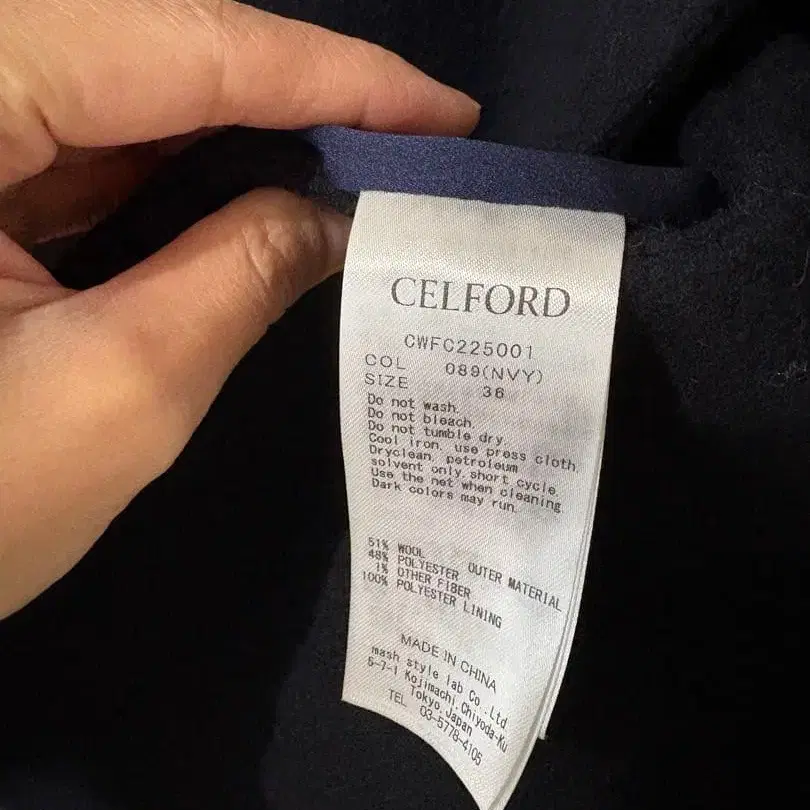 CELFORD
CWFC225001
COL 089(NVY)
SIZE 36
Do not wash.
Do not bleach.
Do not tumble dry.
Cool iron, use press cloth.
Dryclean, petroleum
solvent only.short cycle.
Use the net when cleaning.
Dark colors may run.
51% WOOL OUTER MATERIAL
48% POLYESTER
1% OTHER FIBER
100% POLYESTER LINING
MADE IN CHINA
mash style lab Co.,Ltd.
5-7-1 Kojimachi,Chiyoda-Ku
Tokyo,Japan
TEL 03-5778-4105